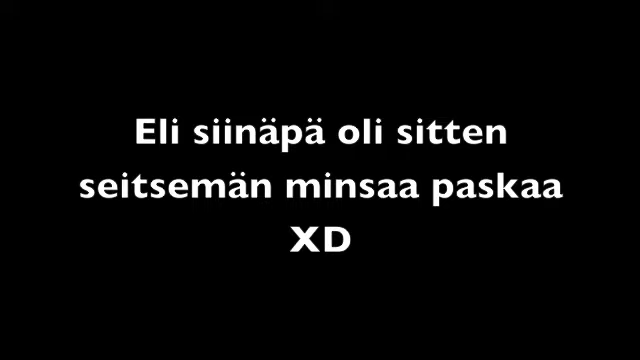 Eli siinäpä oli sitten
seitsemän minsaa paskaa
XD